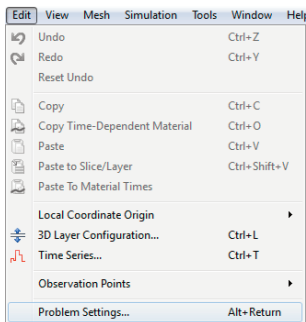 Edit View Mesh Simulation Tools Window Help
Undo Ctrl+Z
Redo Ctrl+Y
Reset Undo
Copy Ctrl+C
Copy Time-Dependent Material Ctrl+O
Paste Ctrl+V
Paste to Slice/Layer Ctrl+Shift+V
Paste To Material Times
Local Coordinate Origin
3D Layer Configuration... Ctrl+L
Time Series... Ctrl+T
Observation Points
Problem Settings... Alt+Return